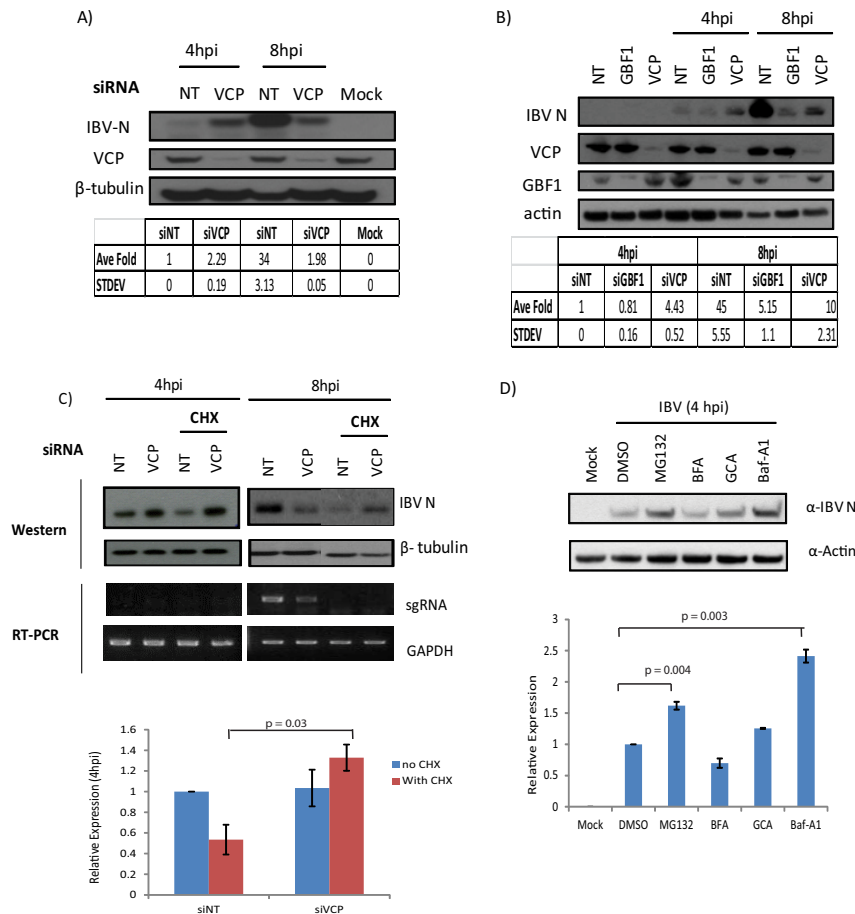 A)
4hpi 8hpi
siRNA NT VCP NT VCP Mock
IBV-N
VCP
β-tubulin
siNT siVCP siNT siVCP Mock
Ave Fold 1 2.29 34 1.98 0
STDEV 0 0.19 3.13 0.05 0
B)
4hpi 8hpi
NT GBF1 VCP NT GBF1 VCP NT GBF1 VCP
IBV N
VCP
GBF1
actin
4hpi 8hpi
siNT siGBF1 siVCP siNT siGBF1 siVCP
Ave Fold 1 0.81 4.43 45 5.15 10
STDEV 0 0.16 0.52 5.55 1.1 2.31
C)
4hpi 8hpi
CHX CHX
siRNA NT VCP NT VCP NT VCP NT VCP
Western
IBV N
β- tubulin
RT-PCR
sgRNA
GAPDH
p = 0.03
no CHX
With CHX
Relative Expression (4hpi)
1.6
1.4
1.2
1
0.8
0.6
0.4
0.2
0
siNT siVCP
D)
IBV (4 hpi)
Mock DMSO MG132 BFA GCA Baf-A1
α-IBV N
α-Actin
p = 0.003
p = 0.004
Relative Expression
3
2.5
2
1.5
1
0.5
0
Mock DMSO MG132 BFA GCA Baf-A1